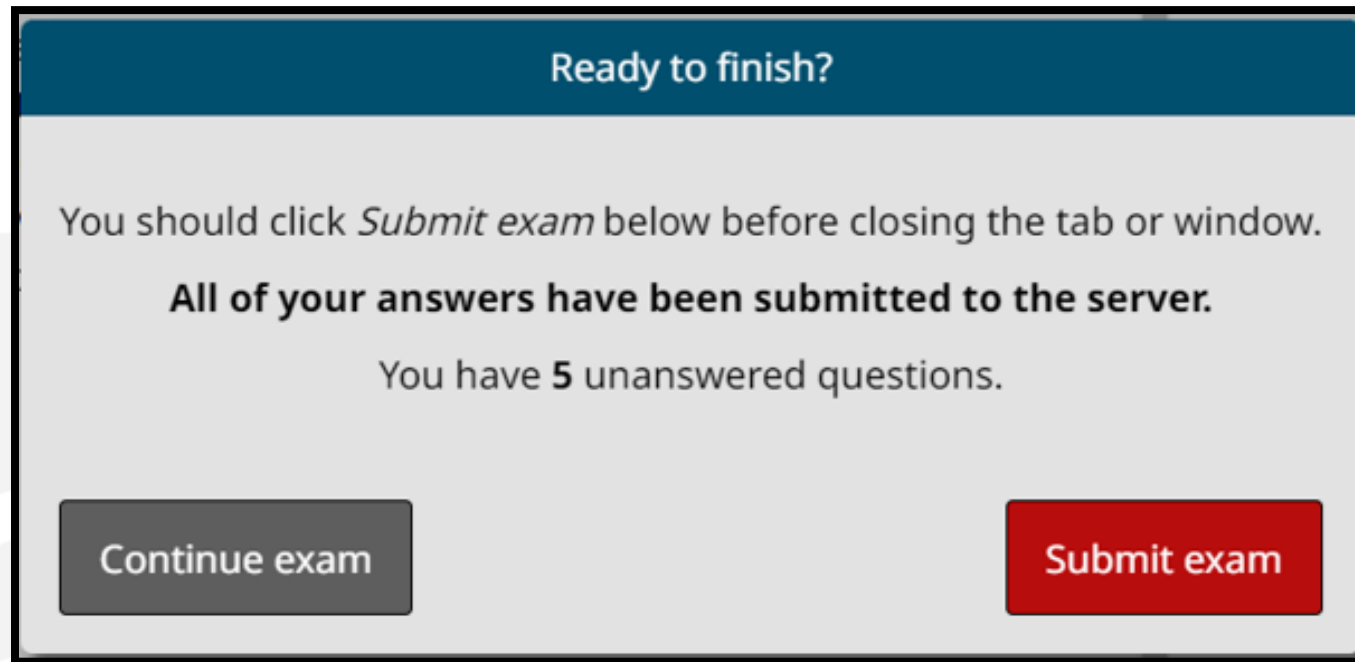 Ready to finish?
You should click Submit exam below before closing the tab or window.
All of your answers have been submitted to the server.
You have 5 unanswered questions.
Continue exam
Submit exam